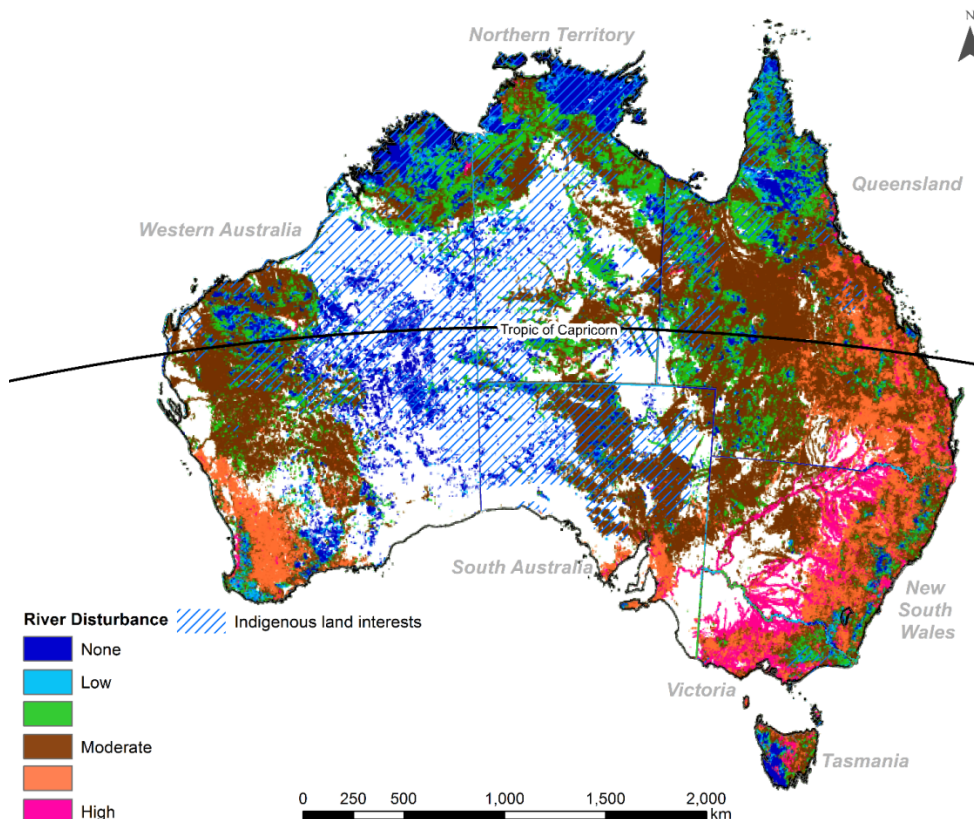 N
Northern Territory
Queensland
Western Australia
Tropic of Capricorn
South Australia
New
South
Wales
River Disturbance
Indigenous land interests
None
Low
Moderate
High
Victoria
Tasmania
0 250 500 1,000 1,500 2,000
km